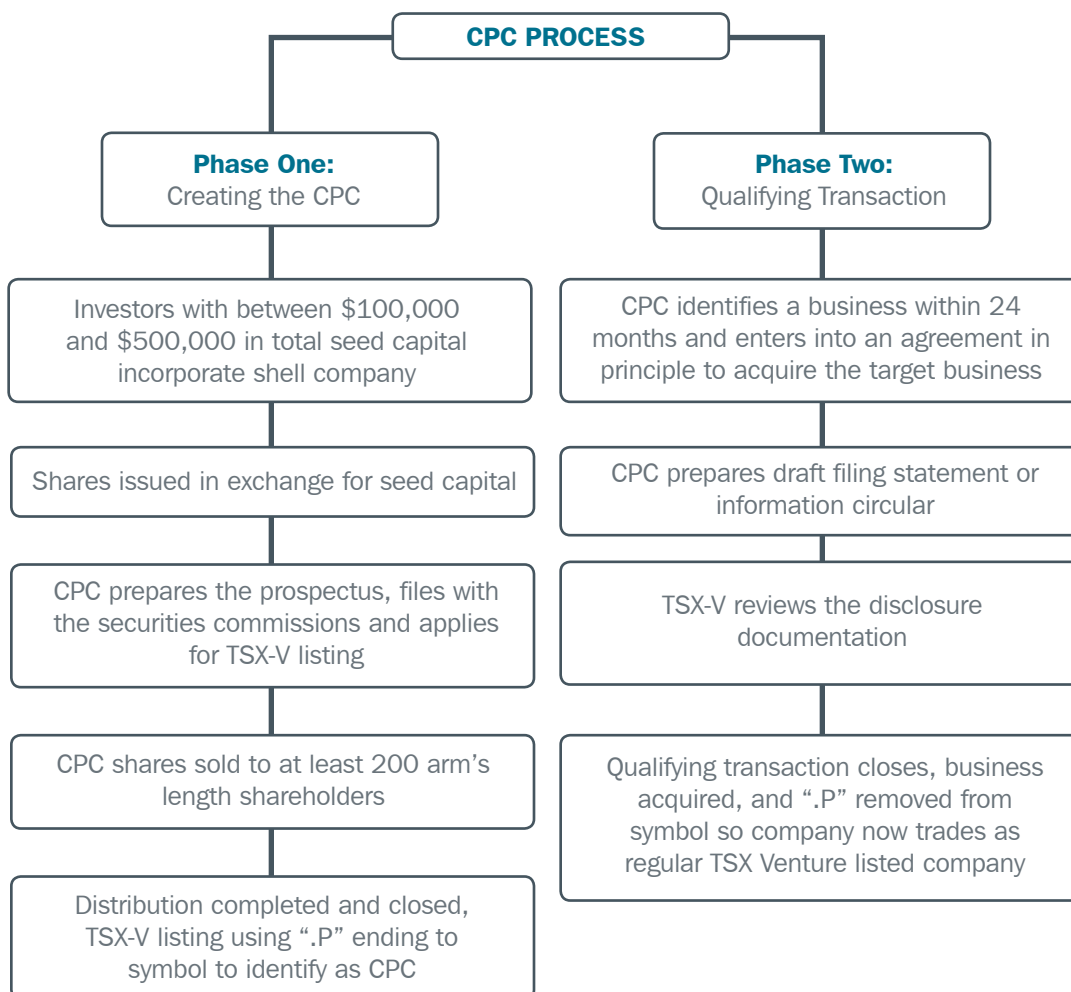 CPC PROCESS
Phase One:
Creating the CPC
Investors with between $100,000
and $500,000 in total seed capital
incorporate shell company
Shares issued in exchange for seed capital
CPC prepares the prospectus, files with
the securities commissions and applies
for TSX-V listing
CPC shares sold to at least 200 arm’s
length shareholders
Distribution completed and closed,
TSX-V listing using “.P” ending to
symbol to identify as CPC
Phase Two:
Qualifying Transaction
CPC identifies a business within 24
months and enters into an agreement in
principle to acquire the target business
CPC prepares draft filing statement or
information circular
TSX-V reviews the disclosure
documentation
Qualifying transaction closes, business
acquired, and “.P” removed from
symbol so company now trades as
regular TSX Venture listed company